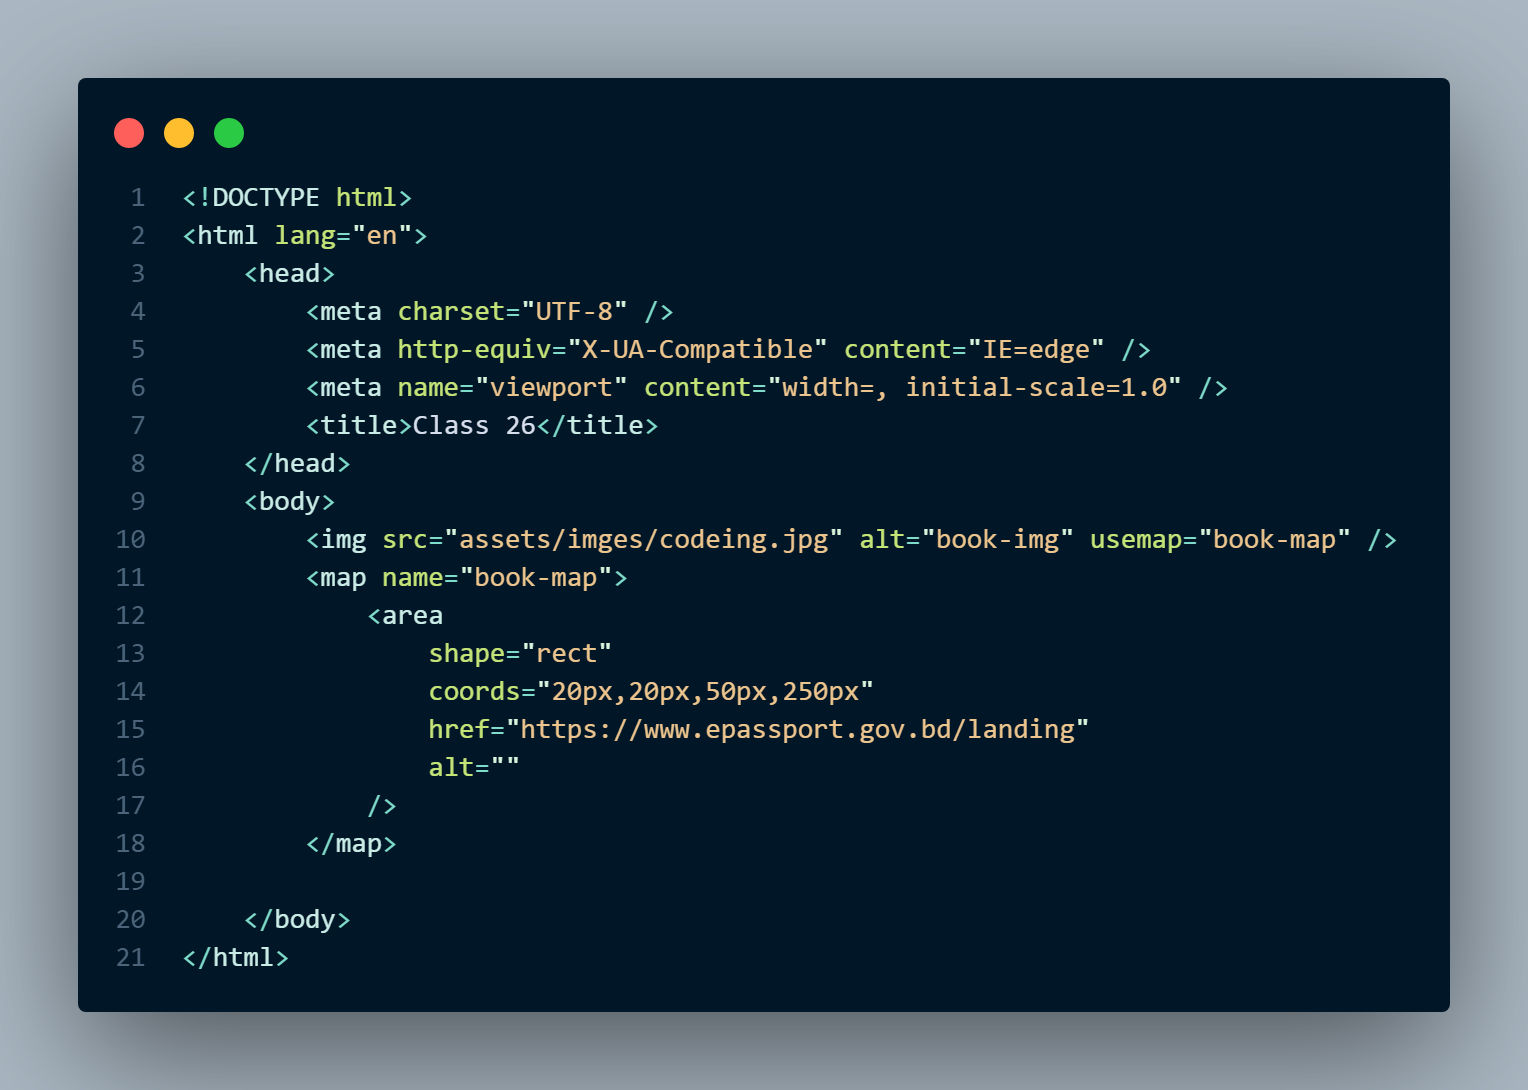 1 <!DOCTYPE html>
2 <html lang="en">
3     <head>
4         <meta charset="UTF-8" />
5         <meta http-equiv="X-UA-Compatible" content="IE=edge" />
6         <meta name="viewport" content="width=, initial-scale=1.0" />
7         <title>Class 26</title>
8     </head>
9     <body>
10         <img src="assets/imges/codeing.jpg" alt="book-img" usemap="book-map" />
11         <map name="book-map">
12             <area
13                 shape="rect"
14                 coords="20px,20px,50px,250px"
15                 href="https://www.epassport.gov.bd/landing"
16                 alt=""
17             />
18         </map>
19
20     </body>
21 </html>